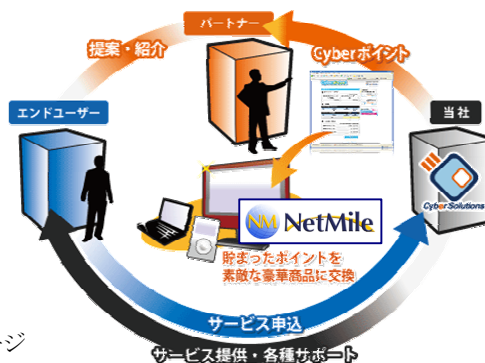 パートナー
提案・紹介
Cyberポイント
エンドユーザー
当社
CyberSolutions
NM NetMile
貯まったポイントを
素敵な豪華商品に交換
サービス申込
サービス提供・各種サポート
ージ